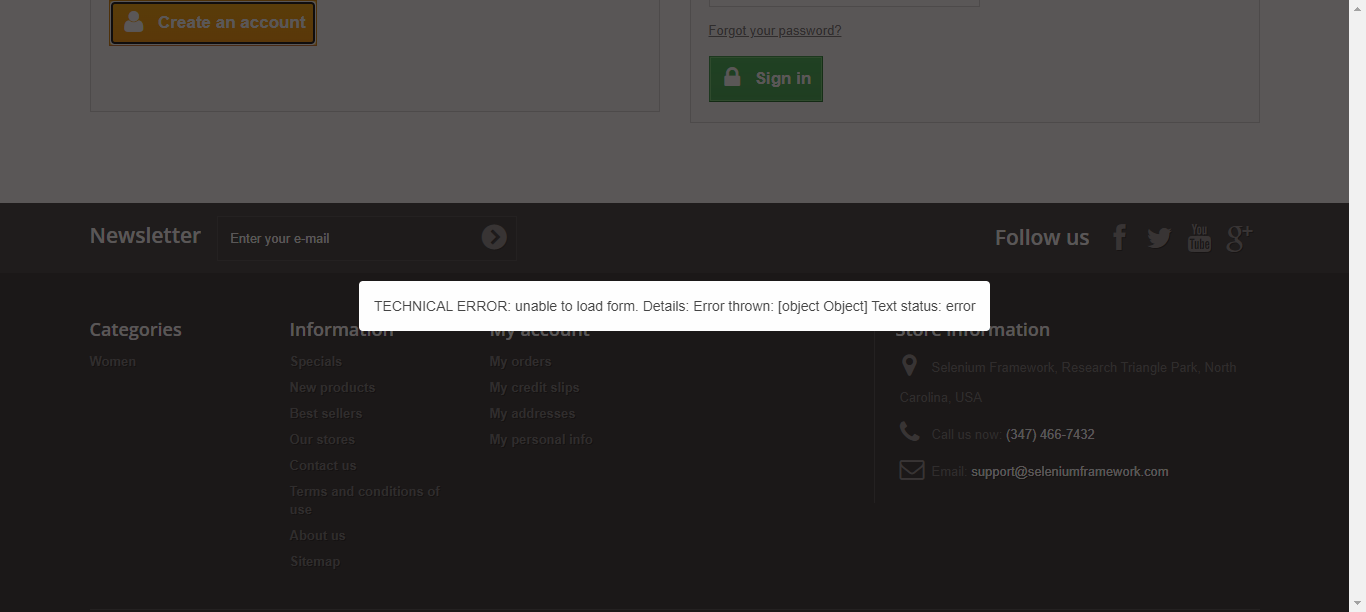 Create an account
Forgot your password?
Sign in
Newsletter
Enter your e-mail
Follow us
You
Tube
TECHNICAL ERROR: unable to load form. Details: Error thrown: [object Object] Text status: error
Categories
Women
Information
Specials
New products
Best sellers
Our stores
Contact us
Terms and conditions of
use
About us
Sitemap
My account
My orders
My credit slips
My addresses
My personal info
Store information
Selenium Framework, Research Triangle Park, North
Carolina, USA
Call us now: (347) 466-7432
Email: support@seleniumframework.com